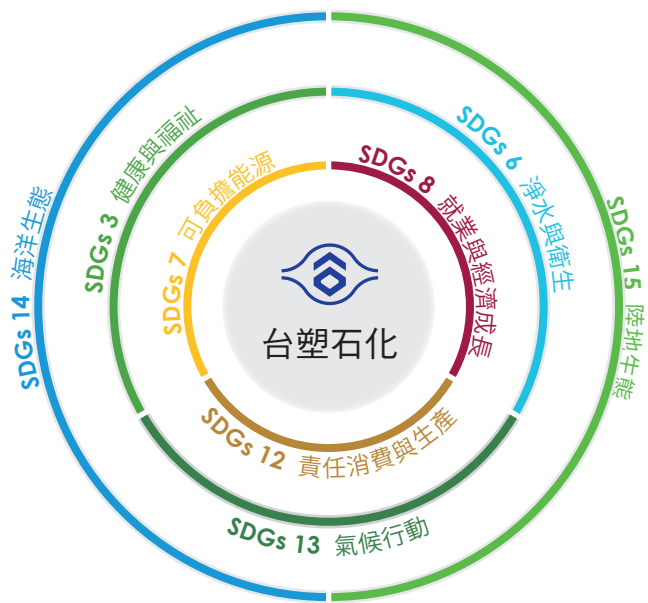 台塑石化
SDGs 7 可負擔能源
SDGs 8 就業與經濟成長
SDGs 12 責任消費與生產
SDGs 3 健康與福祉
SDGs 6 淨水與衛生
SDGs 13 氣候行動
SDGs 14 海洋生態
SDGs 15 陸地生態